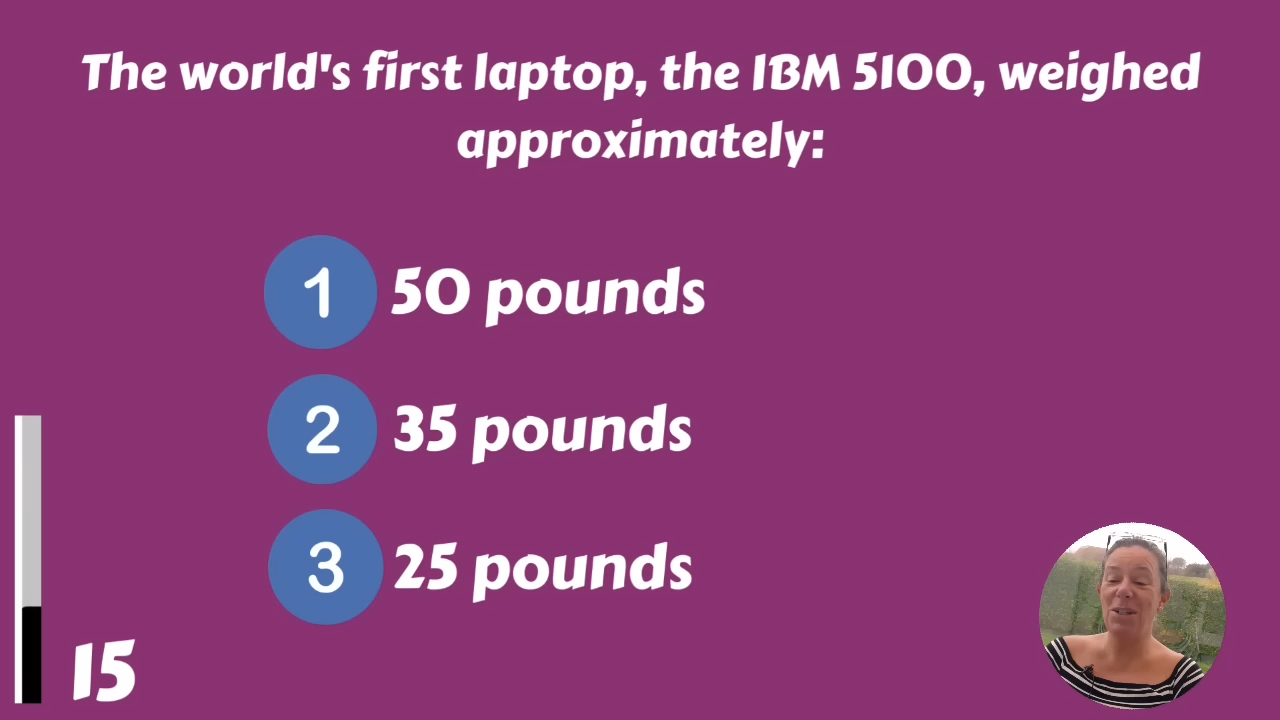 The world's first laptop, the IBM 5100, weighed
approximately:
1 50 pounds
2 35 pounds
3 25 pounds
15